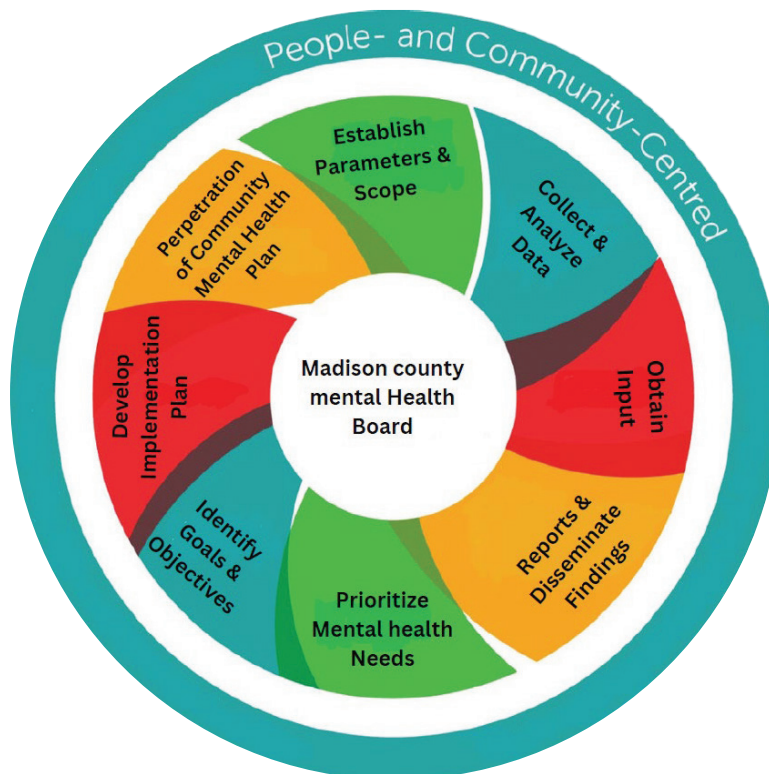 People- and Community-Centred
Establish
Parameters &
Scope
Collect &
Analyze
Data
Obtain
Input
Reports &
Disseminate
Findings
Prioritize
Mental health
Needs
Identify
Goals &
Objectives
Develop
Implementation
Plan
Perpetration
of Community
Mental Health
Plan
Madison county
mental Health
Board